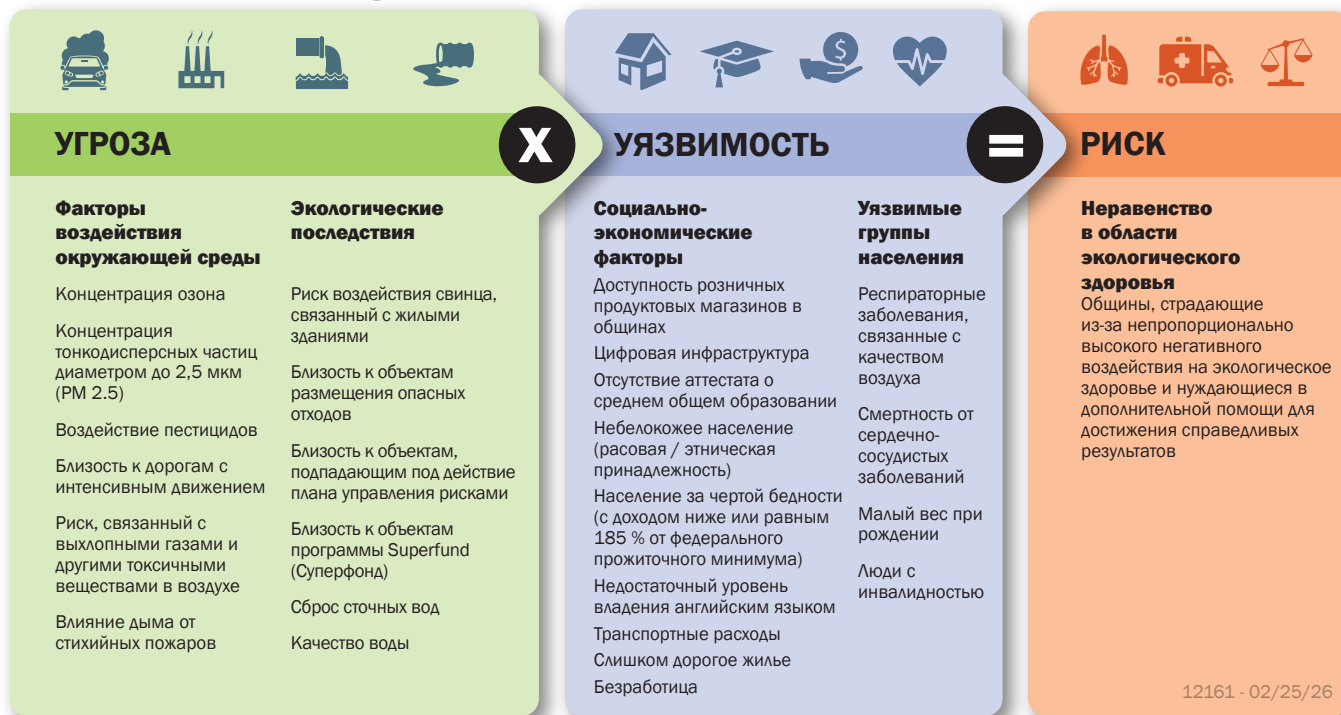 УГРОЗА
X
УЯЗВИМОСТЬ
=
РИСК
Факторы
воздействия
окружающей среды
Концентрация озона
Концентрация
тонкодисперсных частиц
диаметром до 2,5 мкм
(PM 2.5)
Воздействие пестицидов
Близость к дорогам с
интенсивным движением
Риск, связанный с
выхлопными газами и
другими токсичными
веществами в воздухе
Влияние дыма от
стихийных пожаров
Экологические
последствия
Риск воздействия свинца,
связанный с жилыми
зданиями
Близость к объектам
размещения опасных
отходов
Близость к объектам,
подпадающим под действие
плана управления рисками
Близость к объектам
программы Superfund
(Суперфонд)
Сброс сточных вод
Качество воды
Социально-
экономические
факторы
Доступность розничных
продуктовых магазинов в
общинах
Цифровая инфраструктура
Отсутствие аттестата о
среднем общем образовании
Небелокожее население
(расовая / этническая
принадлежность)
Население за чертой бедности
(с доходом ниже или равным
185 % от федерального
прожиточного минимума)
Недостаточный уровень
владения английским языком
Транспортные расходы
Слишком дорогое жилье
Безработица
Уязвимые
группы
населения
Респираторные
заболевания,
связанные с
качеством
воздуха
Смертность от
сердечно-
сосудистых
заболеваний
Малый вес при
рождении
Люди с
инвалидностью
Неравенство
в области
экологического
здоровья
Общины, страдающие
из-за непропорционально
высокого негативного
воздействия на экологическое
здоровье и нуждающиеся в
дополнительной помощи для
достижения справедливых
результатов
12161 - 02/25/26